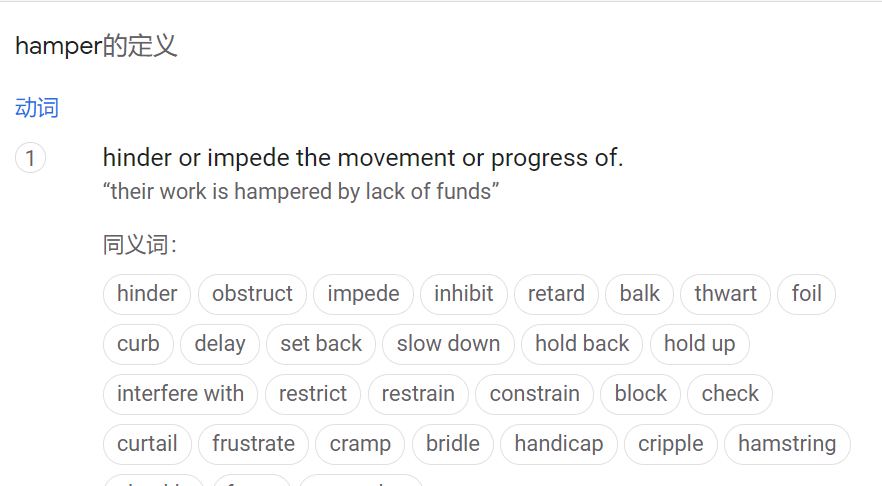 hamper的定义
动词
1 hinder or impede the movement or progress of.
“their work is hampered by lack of funds”
同义词：
hinder obstruct impede inhibit retard balk thwart foil
curb delay set back slow down hold back hold up
interfere with restrict restrain constrain block check
curtail frustrate cramp bridle handicap cripple hamstring